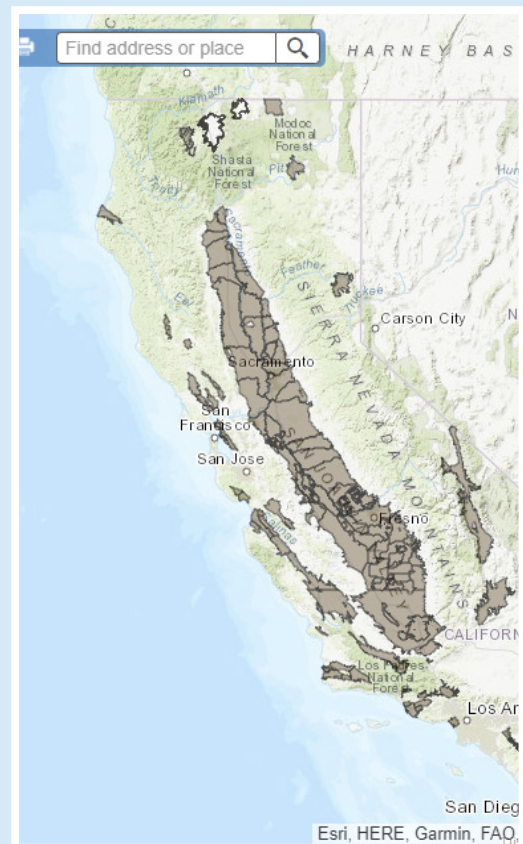 Find address or place
HARNEY BAS
Klamath
Modoc
National
Forest
Shasta
National
Forest
Pit
Trinity
Sacramen
Hun
Feather
Eel
Truckee
SIERRA NEVADA MOUNTAINS
Carson City
N
Sacramento
San
Francisco
San Jose
Fresno
Salinas
CALIFORN
Los Padres
National
Forest
Los An
San Dieg
Esri, HERE, Garmin, FAO,